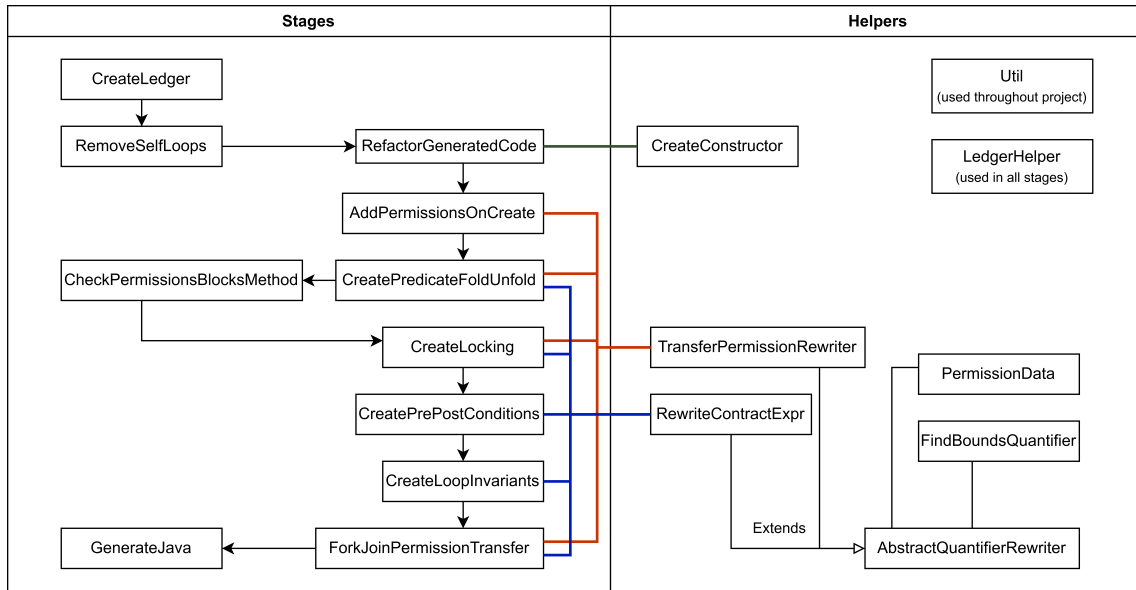 Stages
Helpers
CreateLedger
Util
(used throughout project)
RemoveSelfLoops
RefactorGeneratedCode
CreateConstructor
LedgerHelper
(used in all stages)
AddPermissionsOnCreate
CheckPermissionsBlocksMethod
CreatePredicateFoldUnfold
CreateLocking
TransferPermissionRewriter
PermissionData
CreatePrePostConditions
RewriteContractExpr
FindBoundsQuantifier
CreateLoopInvariants
Extends
GenerateJava
ForkJoinPermissionTransfer
AbstractQuantifierRewriter